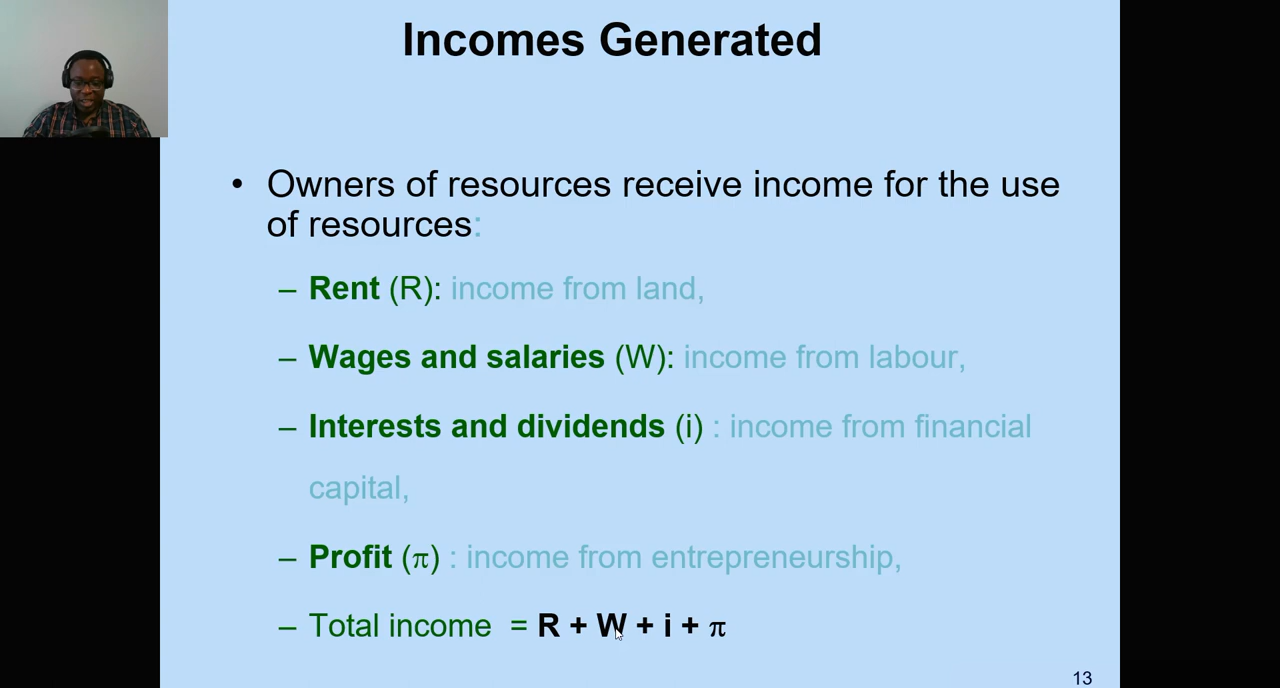 Incomes Generated
• Owners of resources receive income for the use
of resources:
– Rent (R): income from land,
– Wages and salaries (W): income from labour,
– Interests and dividends (i) : income from financial
capital,
– Profit (π) : income from entrepreneurship,
– Total income = R + W + i + π
13